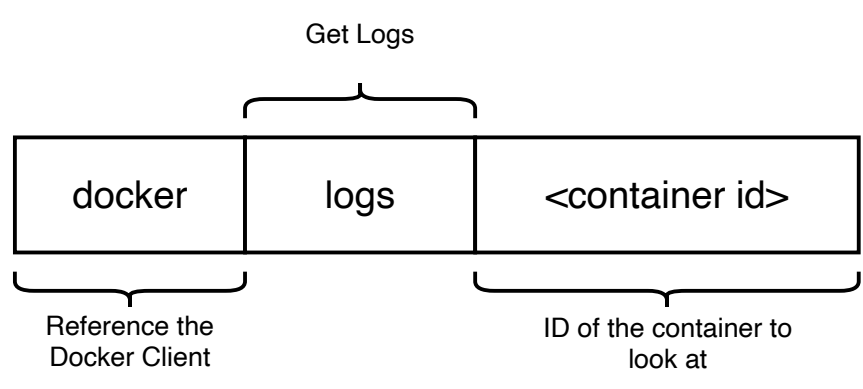 Get Logs
docker logs <container id>
Reference the
Docker Client
ID of the container to
look at